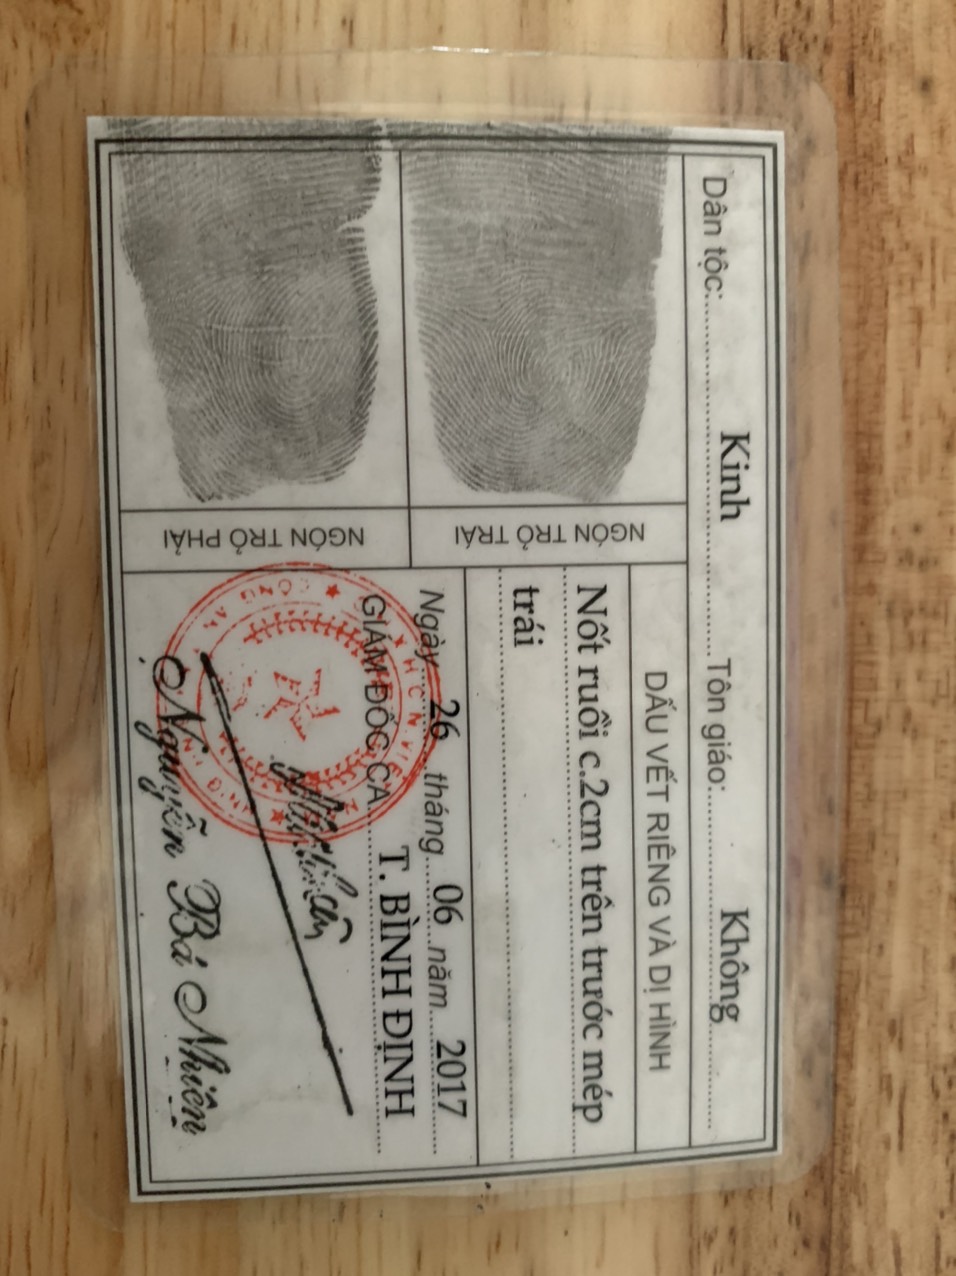 Dân tộc: Kinh Tôn giáo: Không
NGÓN TRỎ TRÁI
NGÓN TRỎ PHẢI
DẤU VẾT RIÊNG VÀ DỊ HÌNH
Nốt ruồi c.2cm trên trước mép
trái
Ngày 26 tháng 06 năm 2017
GIÁM ĐỐC CA T. BÌNH ĐỊNH
Nguyễn Bá Nhiên